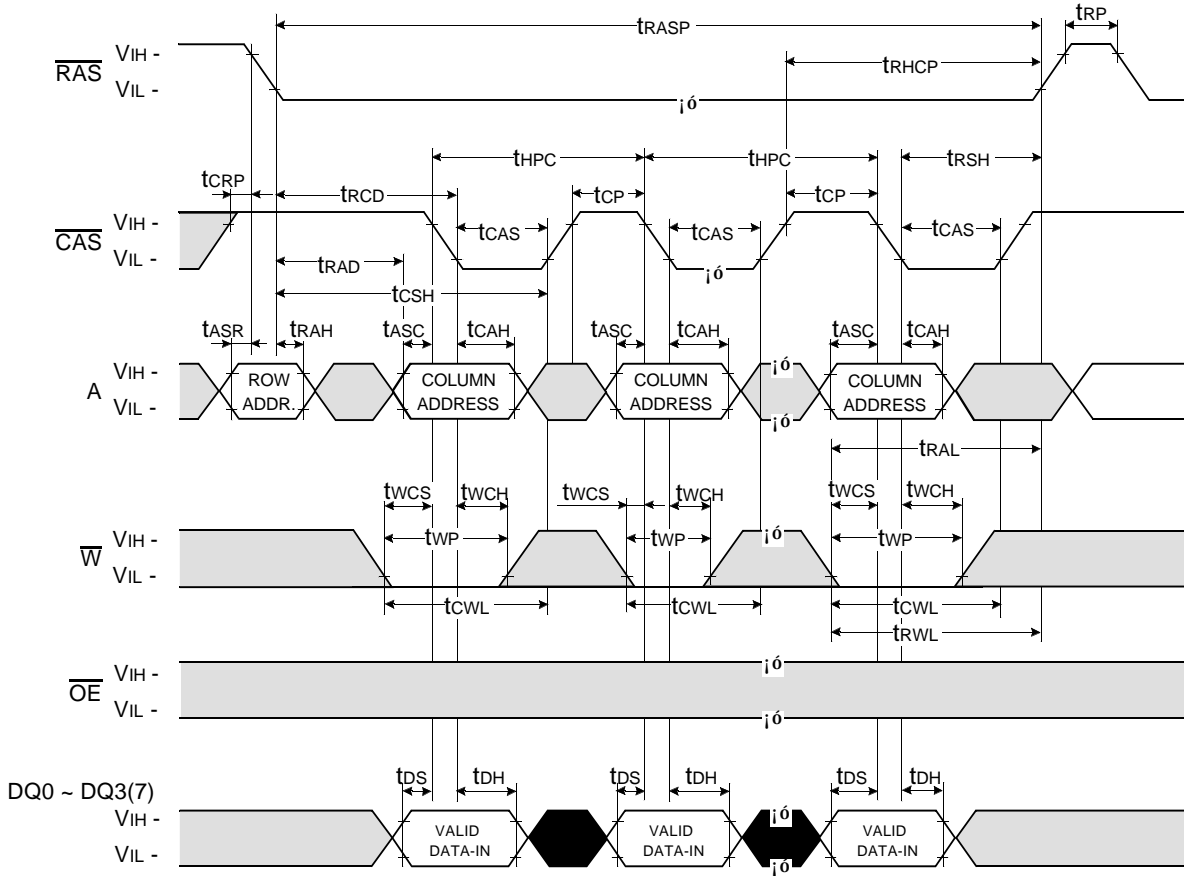 tRASP
tRP
RAS
VIH -
VIL -
tRHCP
¡ó
tHPC
tHPC
tRSH
tCRP
tRCD
tCP
tCP
CAS
VIH -
VIL -
tCAS
tCAS
tCAS
¡ó
tRAD
tCSH
tASR
tRAH
tASC
tCAH
tASC
tCAH
tASC
tCAH
A
VIH -
VIL -
ROW
ADDR.
COLUMN
ADDRESS
COLUMN
ADDRESS
¡ó
¡ó
COLUMN
ADDRESS
tRAL
tWCS
tWCH
tWCS
tWCH
tWCS
tWCH
W
VIH -
VIL -
tWP
tWP
¡ó
tWP
tCWL
tCWL
tCWL
tRWL
OE
VIH -
VIL -
¡ó
¡ó
tDS
tDH
tDS
tDH
tDS
tDH
DQ0 ~ DQ3(7)
VIH -
VIL -
VALID
DATA-IN
VALID
DATA-IN
¡ó
¡ó
VALID
DATA-IN